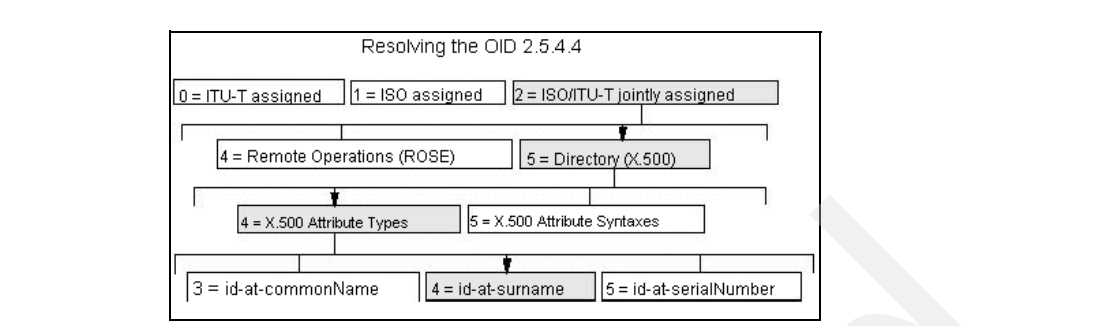 Resolving the OID 2.5.4.4
0 = ITU-T assigned 1 = ISO assigned 2 = ISO/ITU-T jointly assigned
4 = Remote Operations (ROSE) 5 = Directory (X.500)
4 = X.500 Attribute Types 5 = X.500 Attribute Syntaxes
3 = id-at-commonName 4 = id-at-surname 5 = id-at-serialNumber